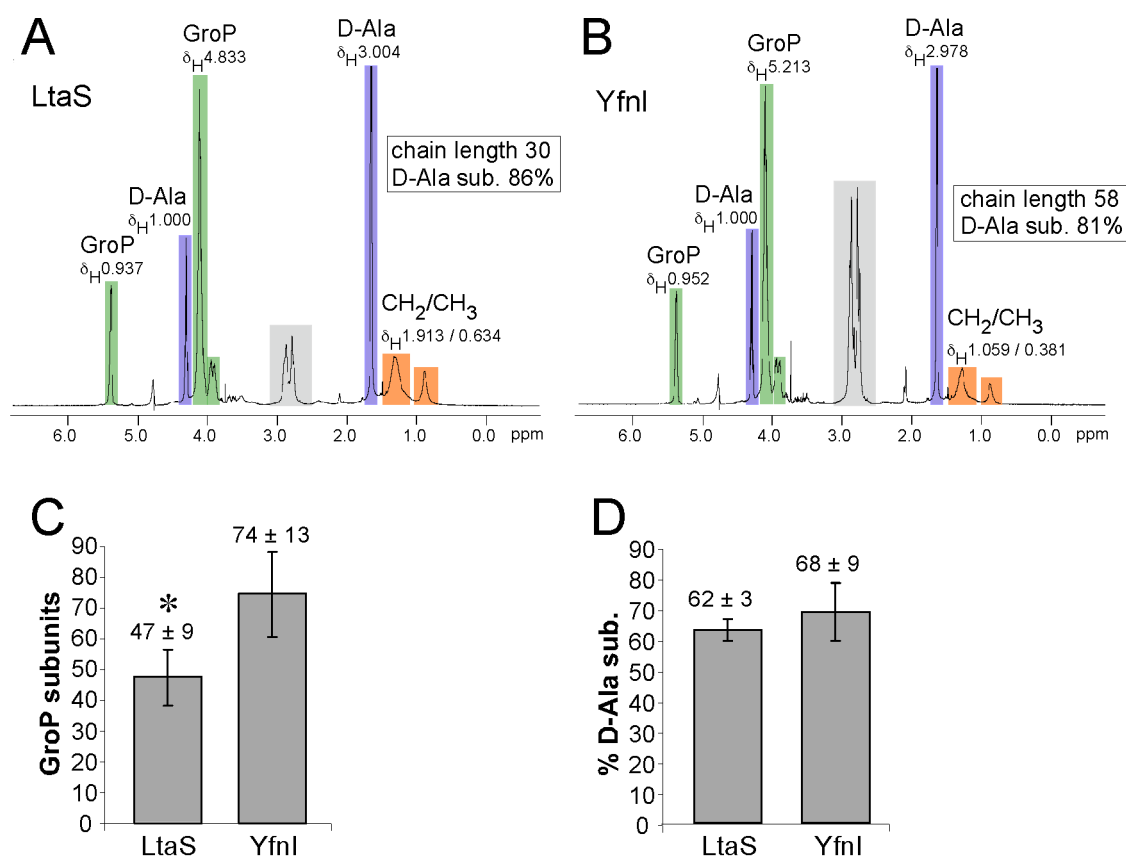 A
LtaS
GroP
δH4.833
D-Ala
δH3.004
chain length 30
D-Ala sub. 86%
D-Ala
δH1.000
GroP
δH0.937
CH2/CH3
δH1.913 / 0.634
6.0 5.0 4.0 3.0 2.0 1.0 0.0 ppm
B
YfnI
GroP
δH5.213
D-Ala
δH2.978
D-Ala
δH1.000
chain length 58
D-Ala sub. 81%
GroP
δH0.952
CH2/CH3
δH1.059 / 0.381
6.0 5.0 4.0 3.0 2.0 1.0 0.0 ppm
C
GroP subunits
90
80
70
60
50
40
30
20
10
0
*
47 ± 9
74 ± 13
LtaS YfnI
D
% D-Ala sub.
90
80
70
60
50
40
30
20
10
0
62 ± 3
68 ± 9
LtaS YfnI